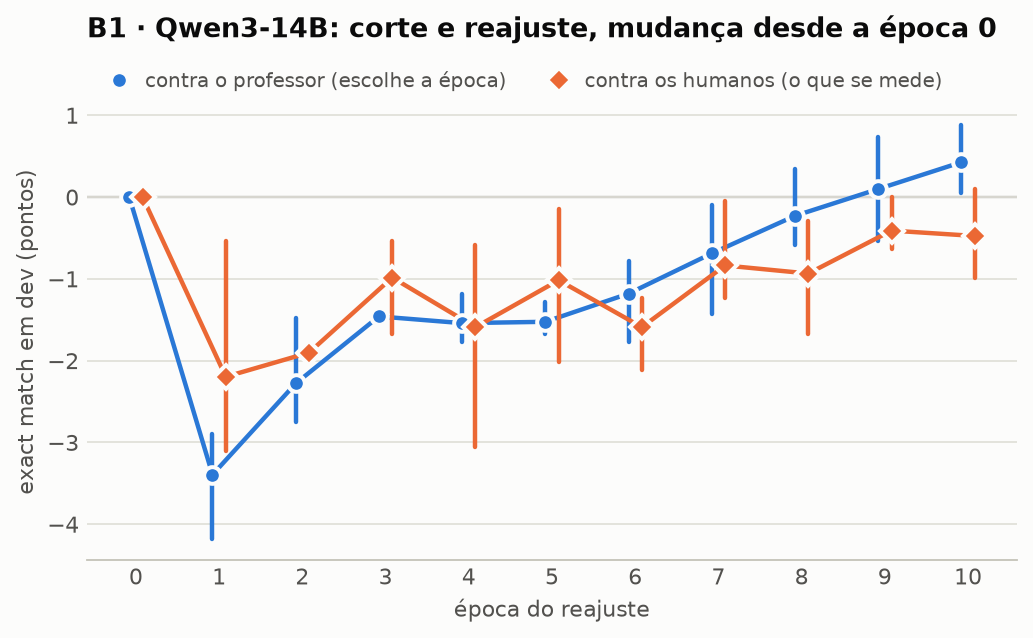 B1 · Qwen3-14B: corte e reajuste, mudança desde a época 0
contra o professor (escolhe a época)
contra os humanos (o que se mede)
exact match em dev (pontos)
1
0
−1
−2
−3
−4
0 1 2 3 4 5 6 7 8 9 10
época do reajuste